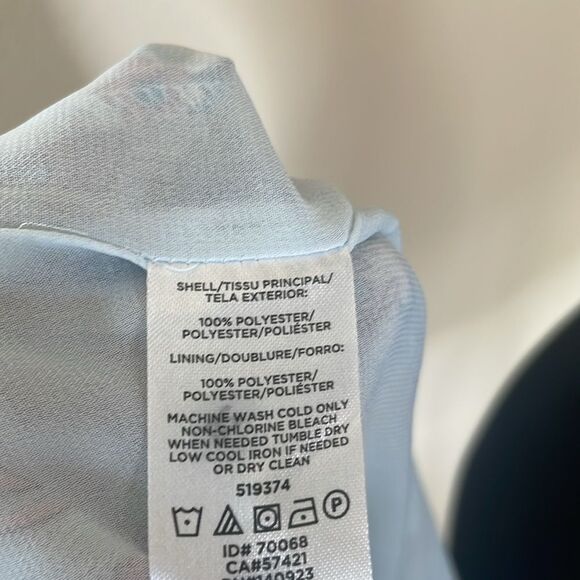 SHELL/TISSU PRINCIPAL/
TELA EXTERIOR:
100% POLYESTER/
POLYESTER/POLIÉSTER
LINING/DOUBLURE/FORRO:
100% POLYESTER/
POLYESTER/POLIÉSTER
MACHINE WASH COLD ONLY
NON-CHLORINE BLEACH
WHEN NEEDED TUMBLE DRY
LOW COOL IRON IF NEEDED
OR DRY CLEAN
519374
P
ID# 70068
CA#57421